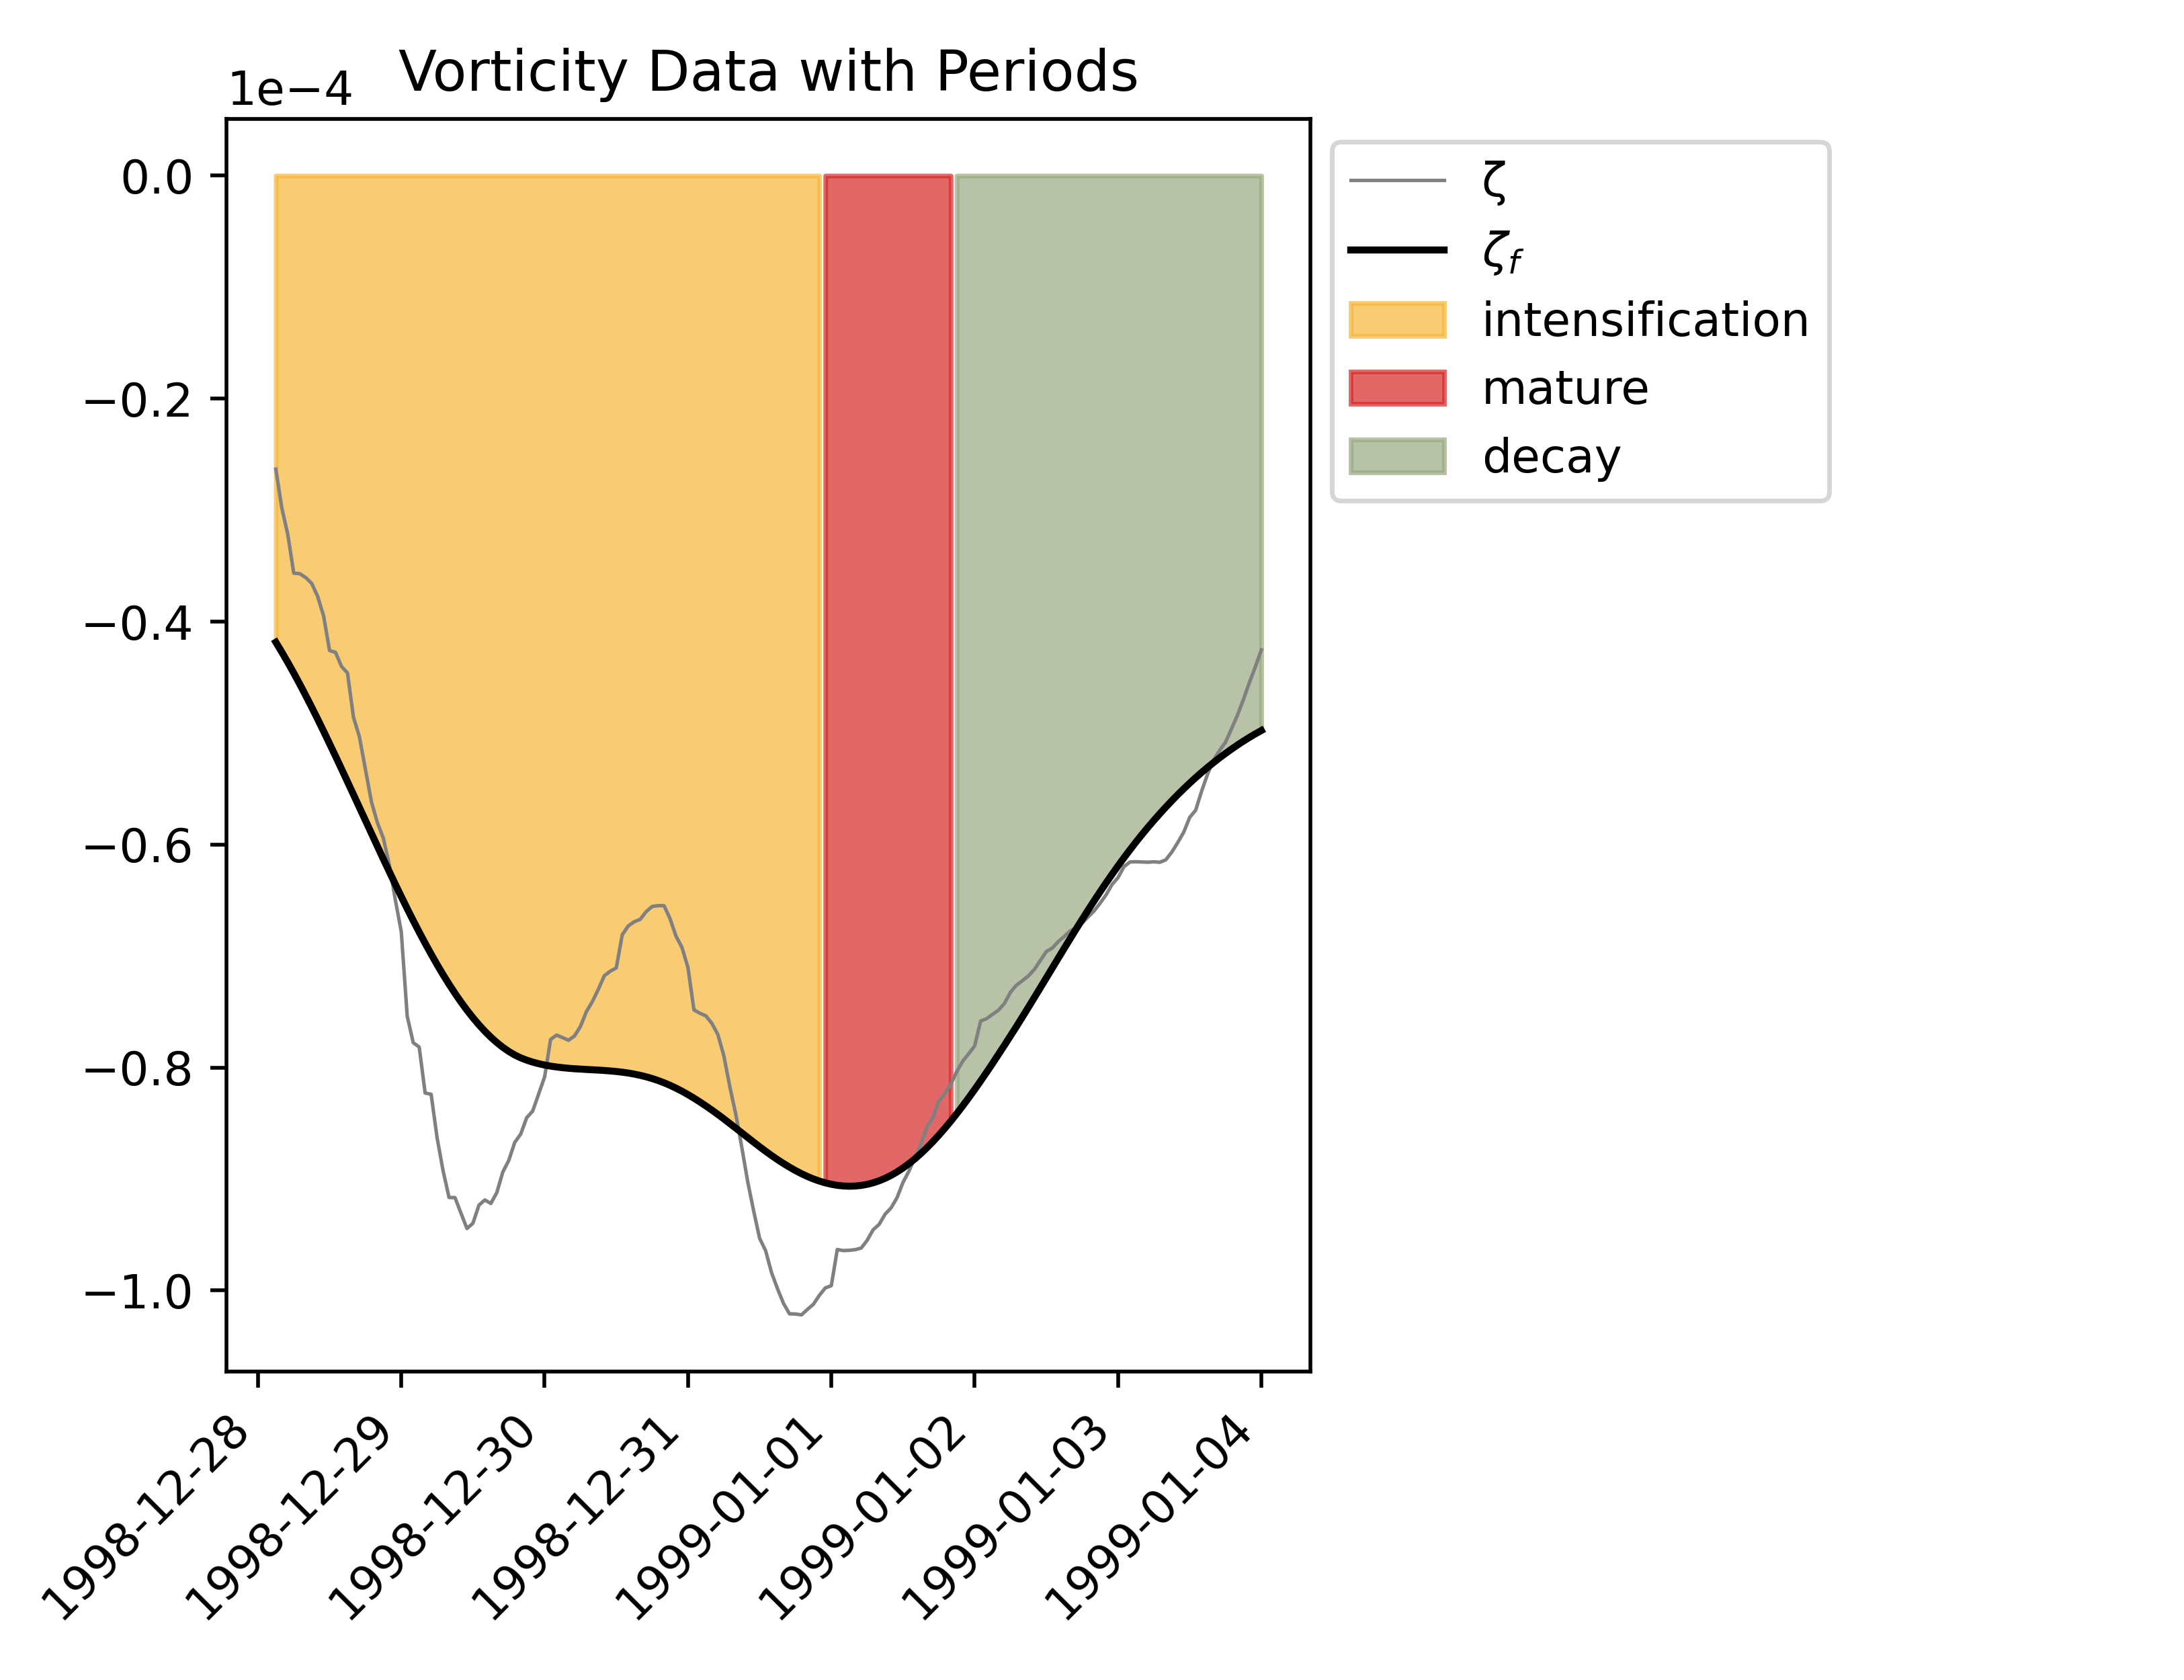 Vorticity Data with Periods
1e−4
0.0
−0.2
−0.4
−0.6
−0.8
−1.0
1998-12-28
1998-12-29
1998-12-30
1998-12-31
1999-01-01
1999-01-02
1999-01-03
1999-01-04
ζ
ζf
intensification
mature
decay